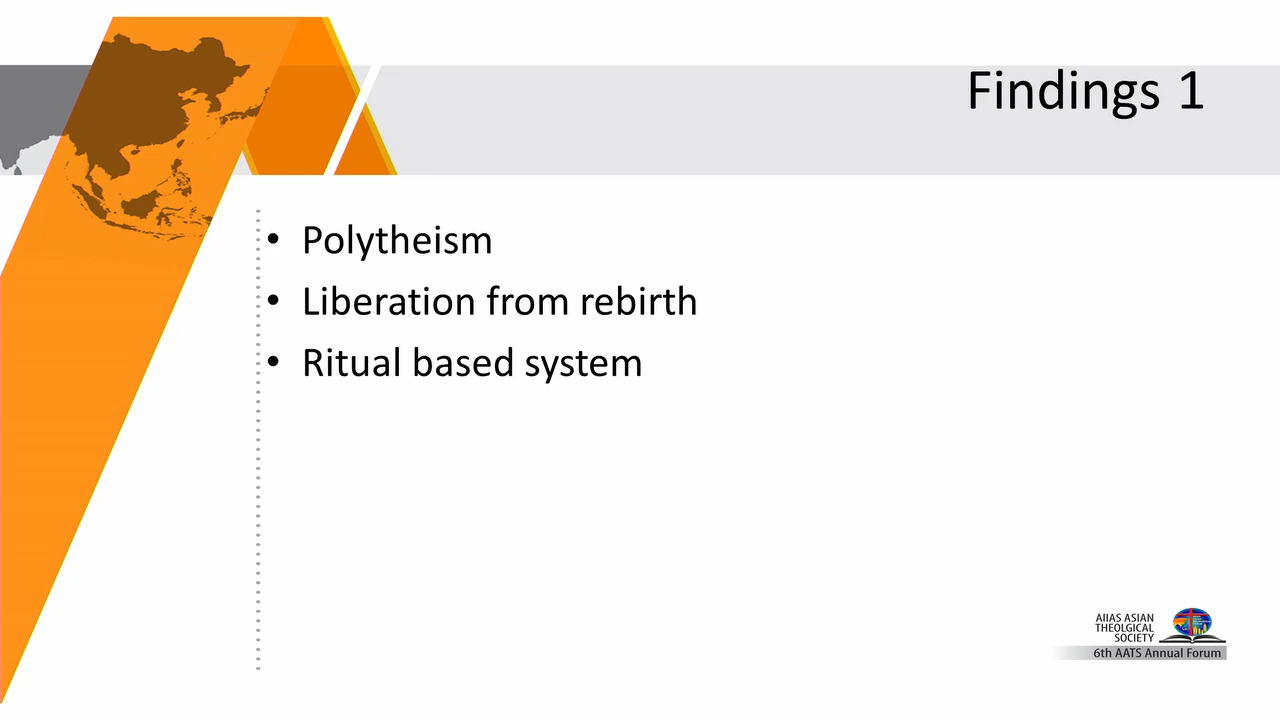 Findings 1
• Polytheism
• Liberation from rebirth
• Ritual based system
AIIAS ASIAN
THEOLGICAL
SOCIETY
6th AATS Annual Forum